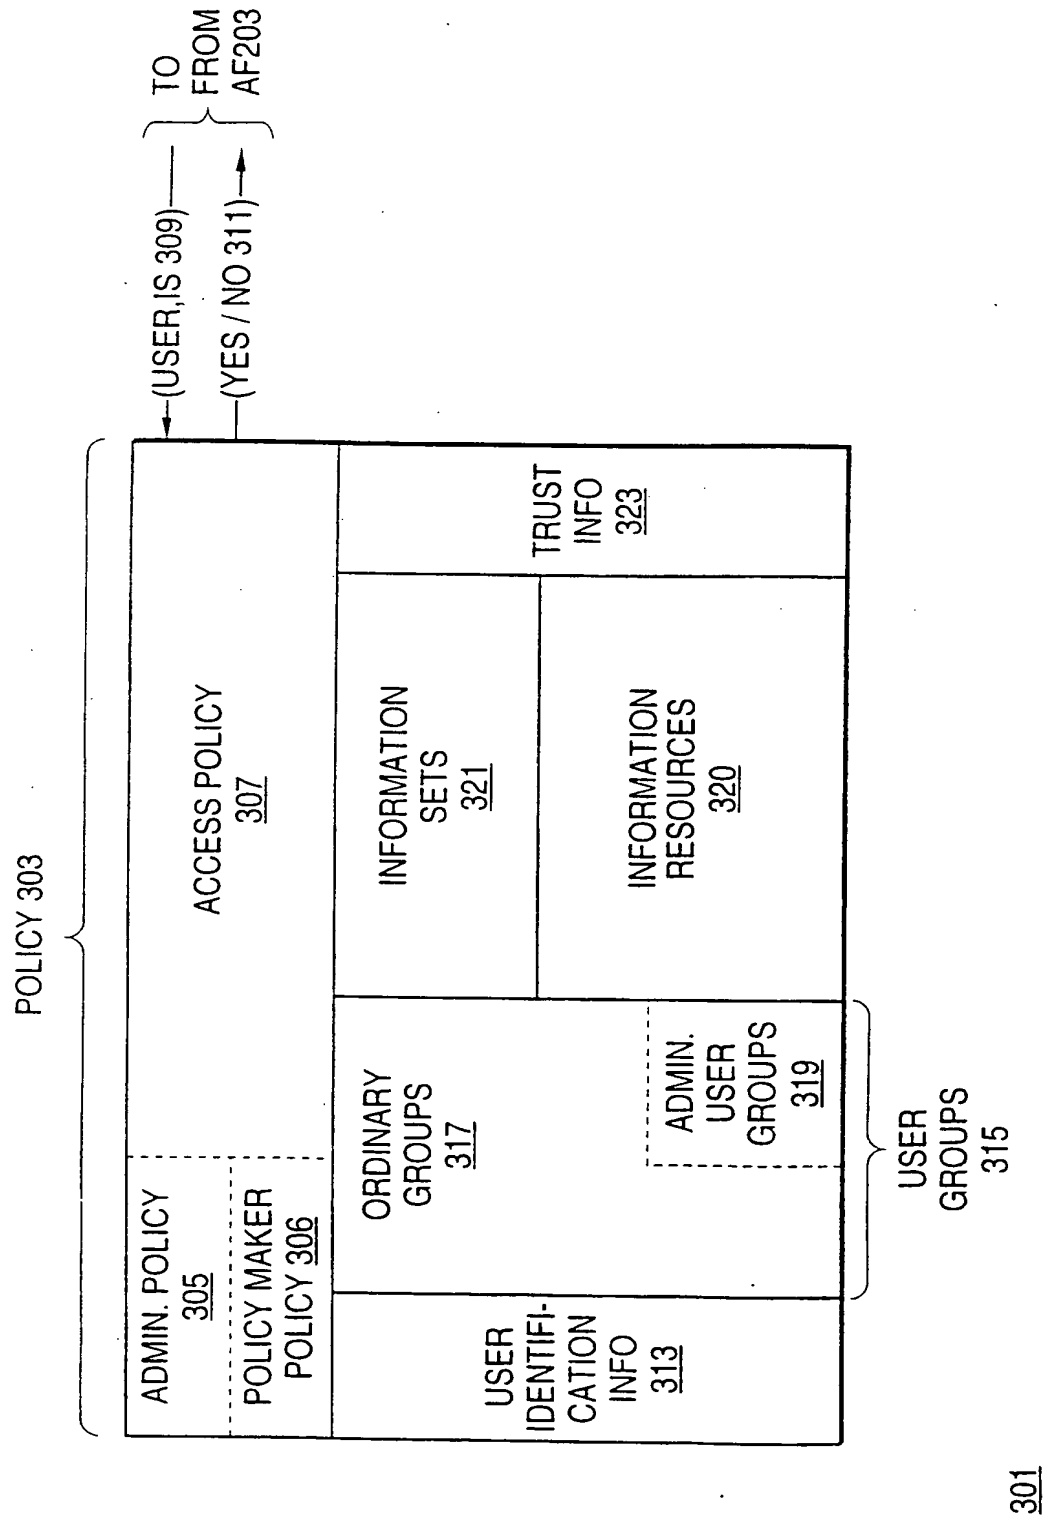 POLICY 303
ADMIN. POLICY
305
POLICY MAKER
POLICY 306
ACCESS POLICY
307
(USER,IS 309)
(YES / NO 311)
TO
FROM
AF203
USER
IDENTIFI-
CATION
INFO
313
ORDINARY
GROUPS
317
ADMIN.
USER
GROUPS
319
INFORMATION
SETS
321
INFORMATION
RESOURCES
320
TRUST
INFO
323
USER
GROUPS
315
301